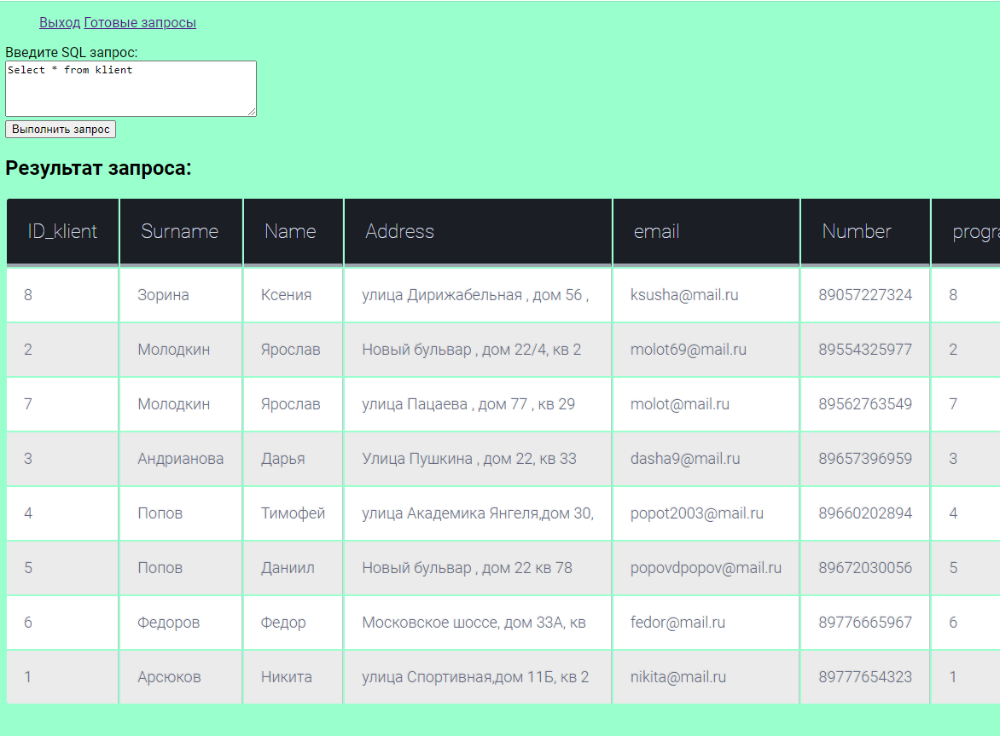 Выход Готовые запросы
Введите SQL запрос:
Select * from klient
Выполнить запрос
Результат запроса:
ID_klient Surname Name Address email Number progra
8 Зорина Ксения улица Дирижабельная , дом 56 , ksusha@mail.ru 89057227324 8
2 Молодкин Ярослав Новый бульвар , дом 22/4, кв 2 molot69@mail.ru 89554325977 2
7 Молодкин Ярослав улица Пацаева , дом 77 , кв 29 molot@mail.ru 89562763549 7
3 Андрианова Дарья Улица Пушкина , дом 22, кв 33 dasha9@mail.ru 89657396959 3
4 Попов Тимофей улица Академика Янгеля,дом 30, popot2003@mail.ru 89660202894 4
5 Попов Даниил Новый бульвар , дом 22 кв 78 popovdpopov@mail.ru 89672030056 5
6 Федоров Федор Московское шоссе, дом 33А, кв fedor@mail.ru 89776665967 6
1 Арсюков Никита улица Спортивная,дом 11Б, кв 2 nikita@mail.ru 89777654323 1